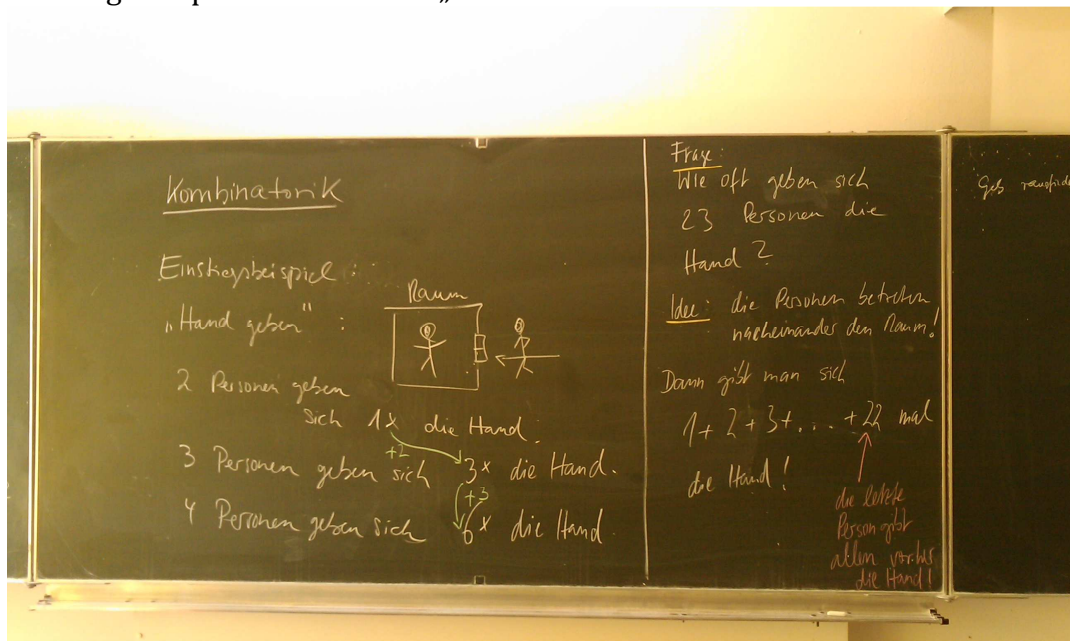 Kombinatorik
Einstiegsbeispiel :
„Hand geben" :
Raum
2 Personen geben
sich 1x die Hand.
+2
3 Personen geben sich 3x die Hand.
+3
4 Personen geben sich 6x die Hand.
Frage:
Wie oft geben sich
23 Personen die
Hand ?
Idee: die Personen betreten
nacheinander den Raum!
Dann gibt man sich
1+2+3+. . . . +22 mal
die Hand !
die letzte
Person gibt
allen vorher
die Hand !